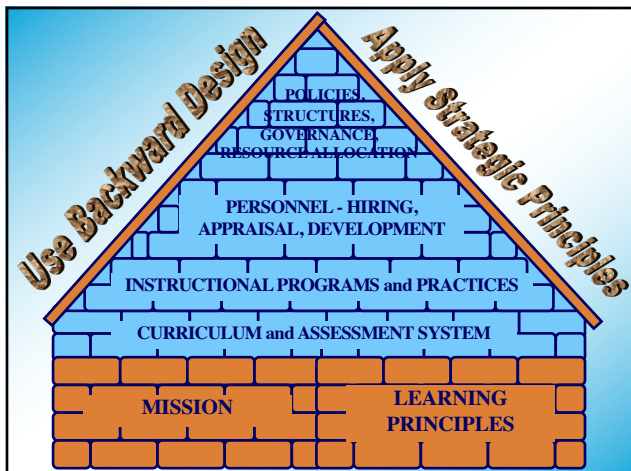 Use Backward Design
Apply Strategic Principles
POLICIES,
STRUCTURES,
GOVERNANCE,
RESOURCE ALLOCATION
PERSONNEL - HIRING,
APPRAISAL, DEVELOPMENT
INSTRUCTIONAL PROGRAMS and PRACTICES
CURRICULUM and ASSESSMENT SYSTEM
MISSION
LEARNING
PRINCIPLES